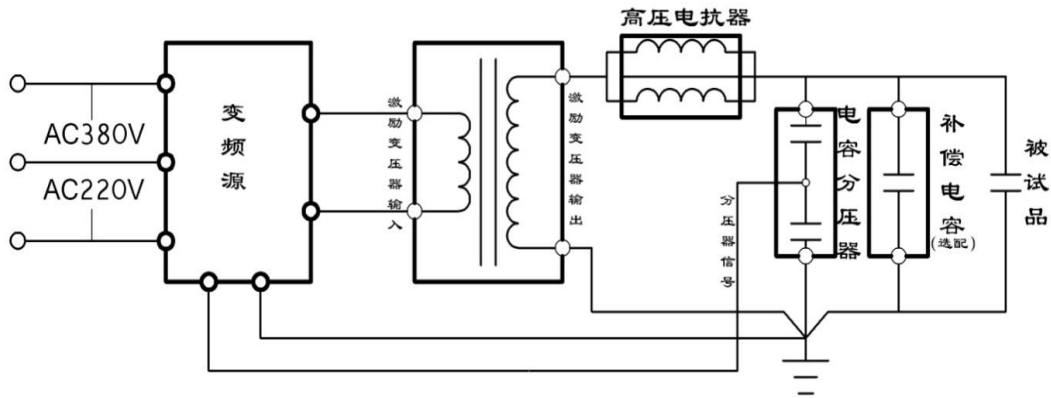 高压电抗器
AC380V
AC220V
变频源
激励变压器输入
激励变压器输出
分压器信号
电容分压器
补偿电容
(选配)
被试品